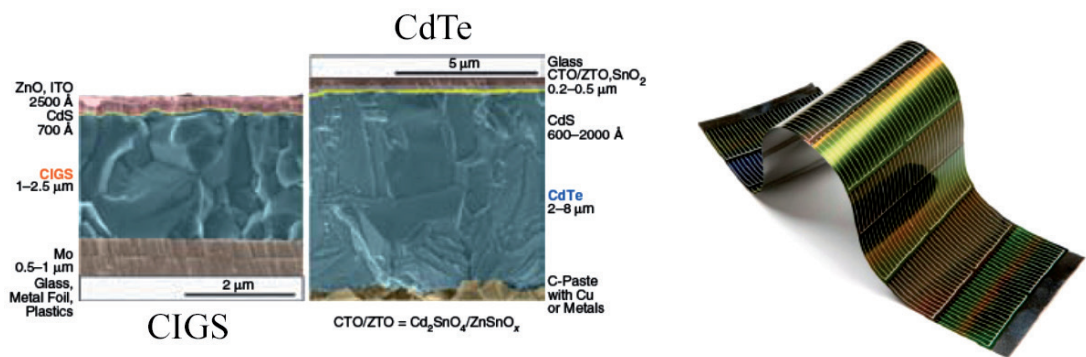 CdTe
ZnO, ITO
2500 Å
CdS
700 Å
CIGS
1–2.5 μm
Mo
0.5–1 μm
Glass,
Metal Foil,
Plastics
2 μm
CIGS
5 μm
Glass
CTO/ZTO,SnO₂
0.2–0.5 μm
CdS
600–2000 Å
CdTe
2–8 μm
C-Paste
with Cu
or Metals
CTO/ZTO = Cd₂SnO₄/ZnSnOₓ